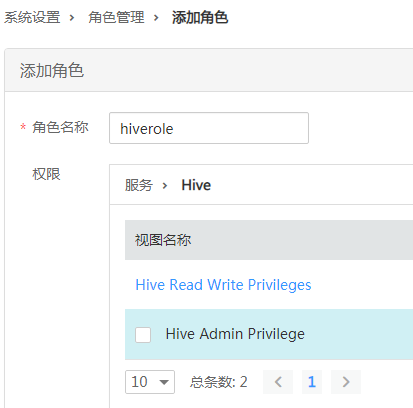 系统设置 > 角色管理 > 添加角色
添加角色
* 角色名称 hiverole
权限 服务 > Hive
视图名称
Hive Read Write Privileges
Hive Admin Privilege
10 总条数: 2 < 1 >